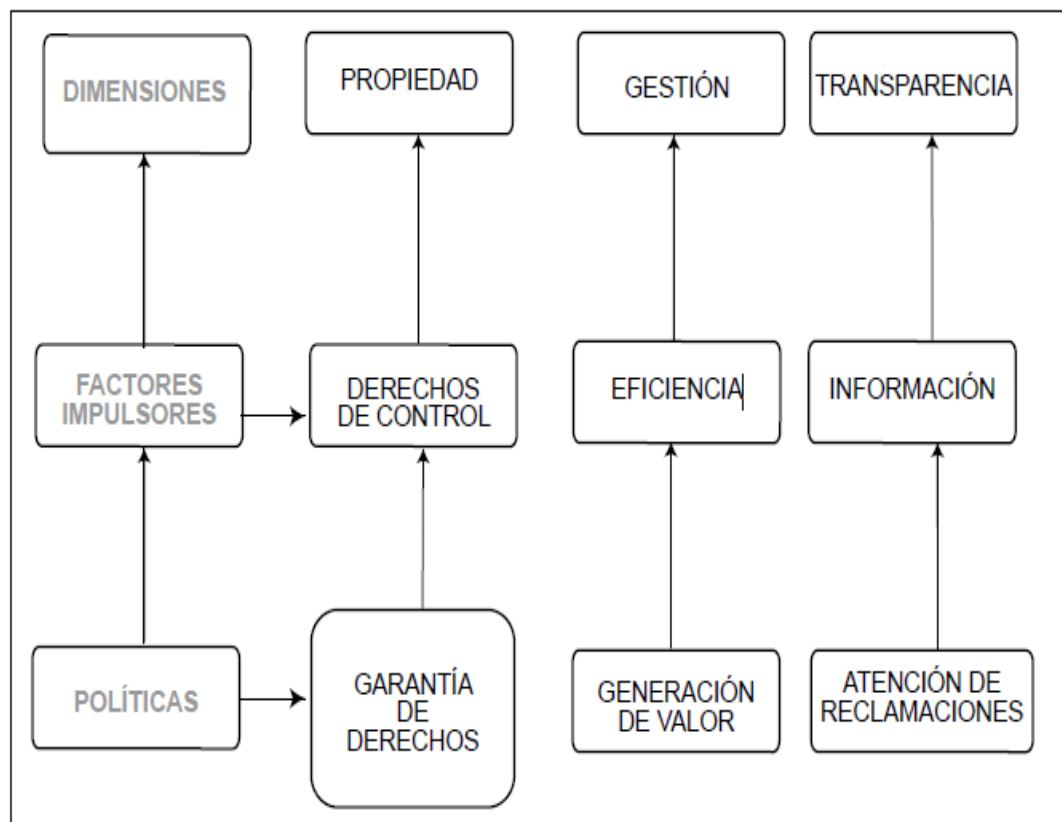 DIMENSIONES
PROPIEDAD
GESTIÓN
TRANSPARENCIA
FACTORES
IMPULSORES
DERECHOS
DE CONTROL
EFICIENCIA
INFORMACIÓN
POLÍTICAS
GARANTÍA
DE
DERECHOS
GENERACIÓN
DE VALOR
ATENCIÓN DE
RECLAMACIONES